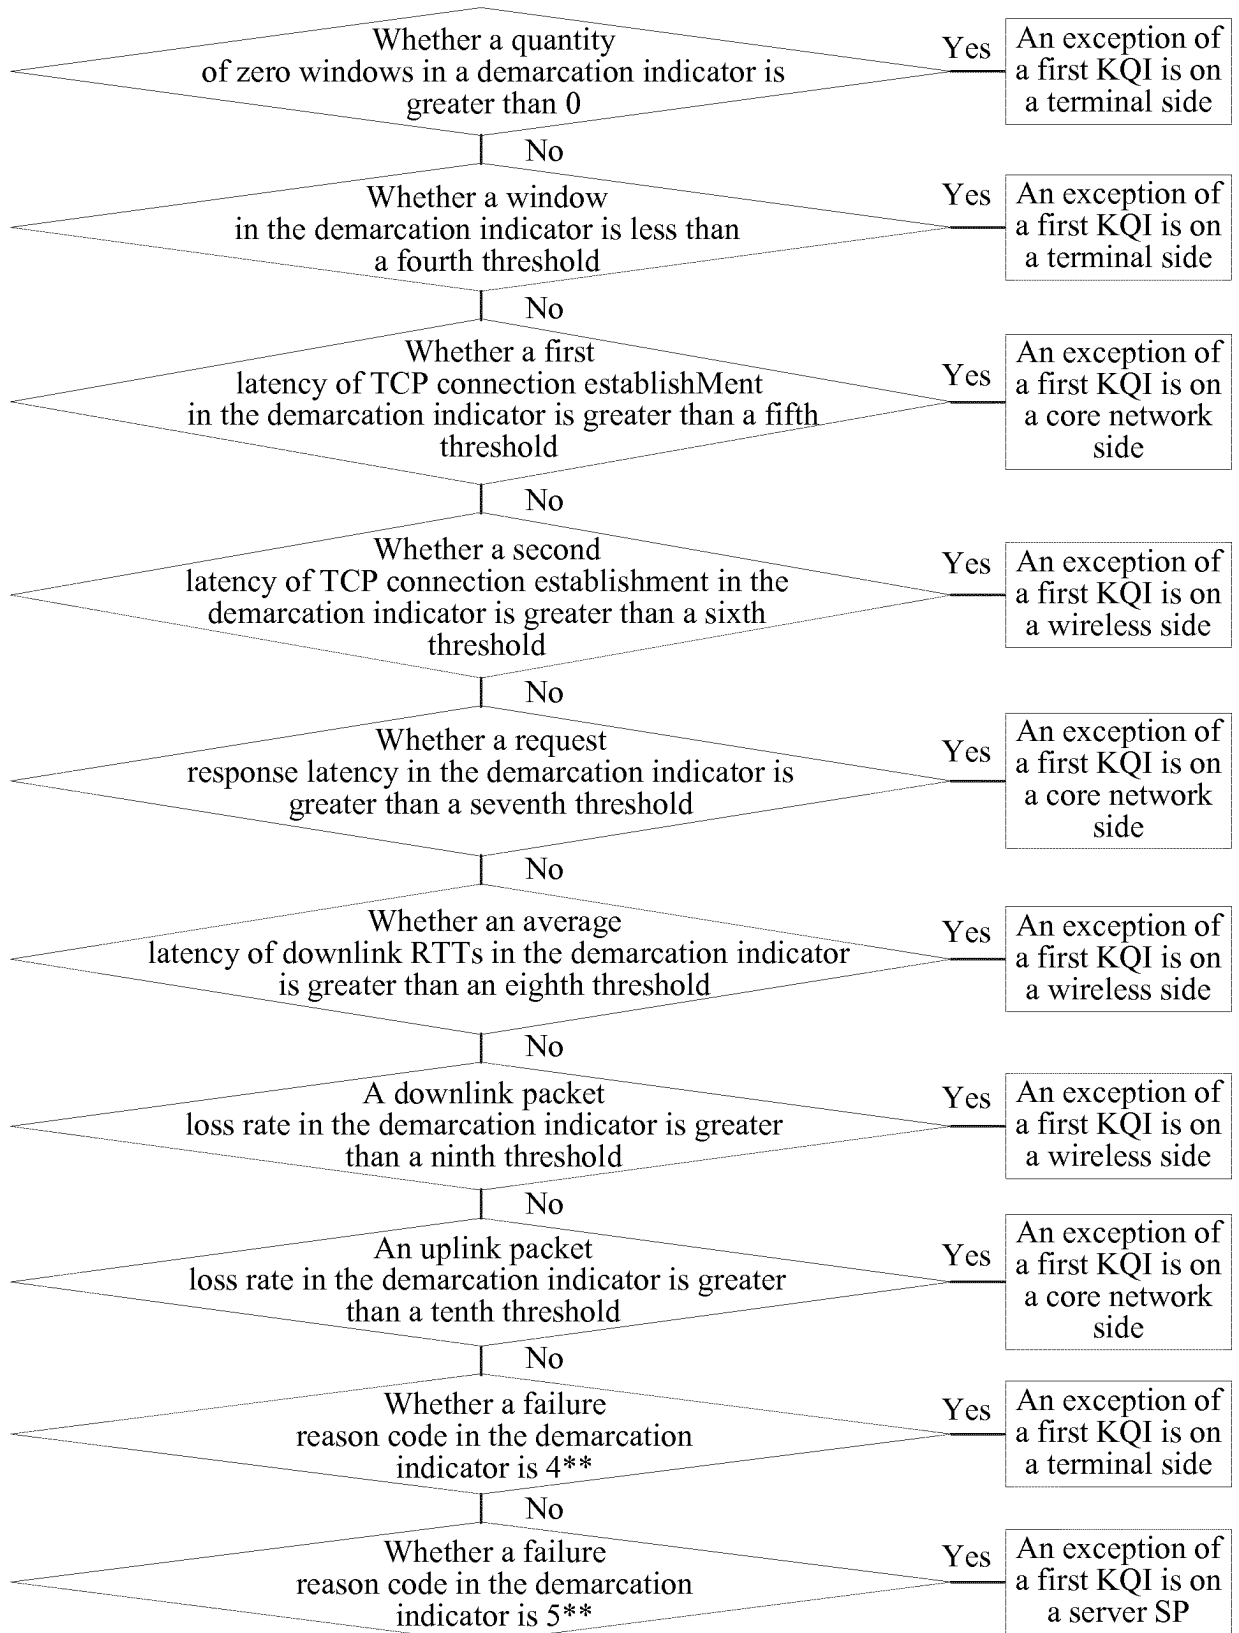 Whether a quantity
of zero windows in a demarcation indicator is
greater than 0
Yes
An exception of
a first KQI is on
a terminal side
No
Whether a window
in the demarcation indicator is less than
a fourth threshold
Yes
An exception of
a first KQI is on
a terminal side
No
Whether a first
latency of TCP connection establishMent
in the demarcation indicator is greater than a fifth
threshold
Yes
An exception of
a first KQI is on
a core network
side
No
Whether a second
latency of TCP connection establishment in the
demarcation indicator is greater than a sixth
threshold
Yes
An exception of
a first KQI is on
a wireless side
No
Whether a request
response latency in the demarcation indicator is
greater than a seventh threshold
Yes
An exception of
a first KQI is on
a core network
side
No
Whether an average
latency of downlink RTTs in the demarcation indicator
is greater than an eighth threshold
Yes
An exception of
a first KQI is on
a wireless side
No
A downlink packet
loss rate in the demarcation indicator is greater
than a ninth threshold
Yes
An exception of
a first KQI is on
a wireless side
No
An uplink packet
loss rate in the demarcation indicator is greater
than a tenth threshold
Yes
An exception of
a first KQI is on
a core network
side
No
Whether a failure
reason code in the demarcation
indicator is 4**
Yes
An exception of
a first KQI is on
a terminal side
No
Whether a failure
reason code in the demarcation
indicator is 5**
Yes
An exception of
a first KQI is on
a server SP